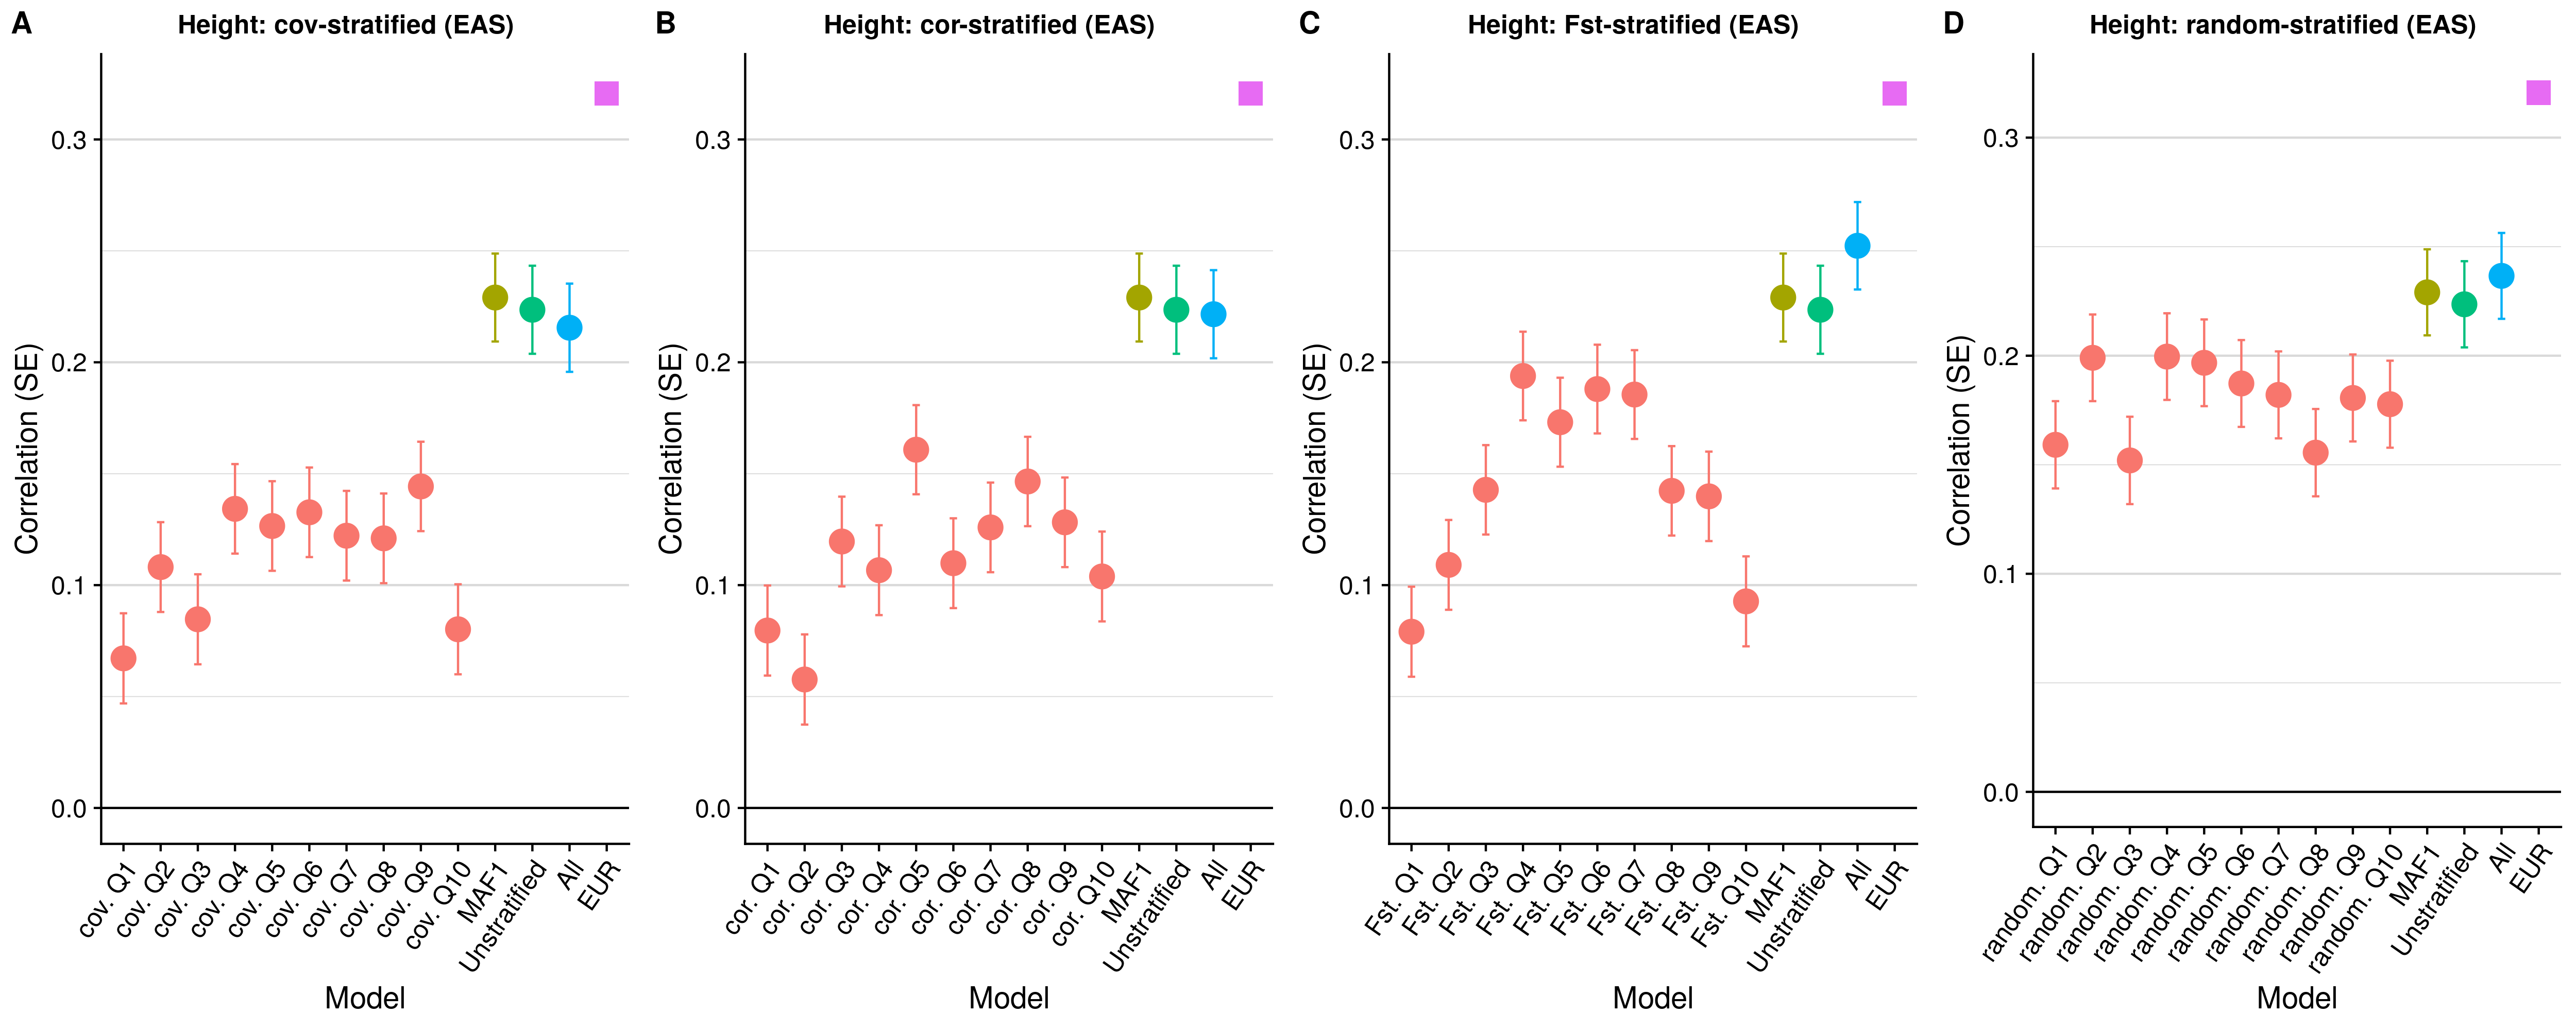 A
Height: cov-stratified (EAS)
Correlation (SE)
0.3
0.2
0.1
0.0
cov. Q1
cov. Q2
cov. Q3
cov. Q4
cov. Q5
cov. Q6
cov. Q7
cov. Q8
cov. Q9
cov. Q10
MAF1
Unstratified
All
EUR
Model
B
Height: cor-stratified (EAS)
Correlation (SE)
0.3
0.2
0.1
0.0
cor. Q1
cor. Q2
cor. Q3
cor. Q4
cor. Q5
cor. Q6
cor. Q7
cor. Q8
cor. Q9
cor. Q10
MAF1
Unstratified
All
EUR
Model
C
Height: Fst-stratified (EAS)
Correlation (SE)
0.3
0.2
0.1
0.0
Fst. Q1
Fst. Q2
Fst. Q3
Fst. Q4
Fst. Q5
Fst. Q6
Fst. Q7
Fst. Q8
Fst. Q9
Fst. Q10
MAF1
Unstratified
All
EUR
Model
D
Height: random-stratified (EAS)
Correlation (SE)
0.3
0.2
0.1
0.0
random. Q1
random. Q2
random. Q3
random. Q4
random. Q5
random. Q6
random. Q7
random. Q8
random. Q9
random. Q10
MAF1
Unstratified
All
EUR
Model